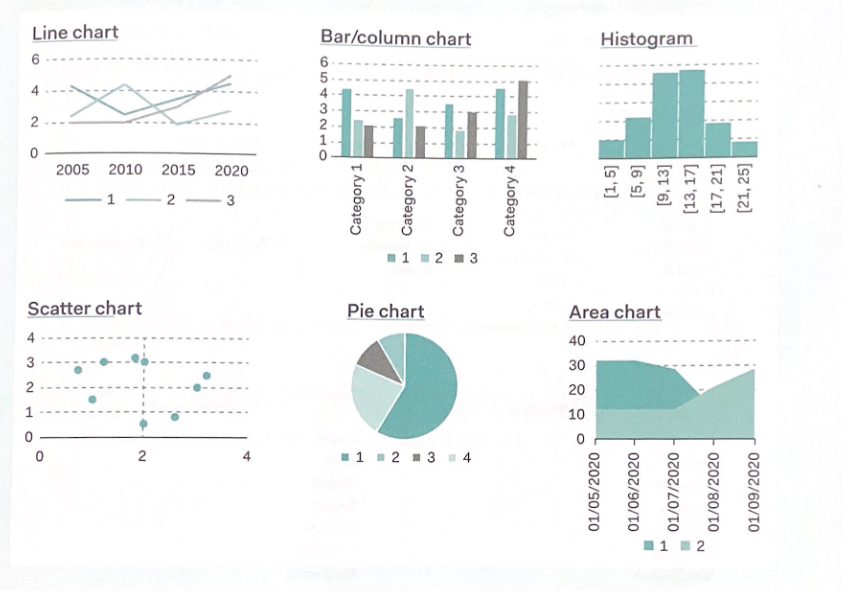 Line chart
6
4
2
0
2005 2010 2015 2020
1 2 3
Bar/column chart
6
5
4
3
2
1
0
Category 1
Category 2
Category 3
Category 4
1 2 3
Histogram
[1, 5]
[5, 9]
[9, 13]
[13, 17]
[17, 21]
[21, 25]
Scatter chart
4
3
2
1
0
0 2 4
Pie chart
1 2 3 4
Area chart
40
30
20
10
0
01/05/2020
01/06/2020
01/07/2020
01/08/2020
01/09/2020
1 2